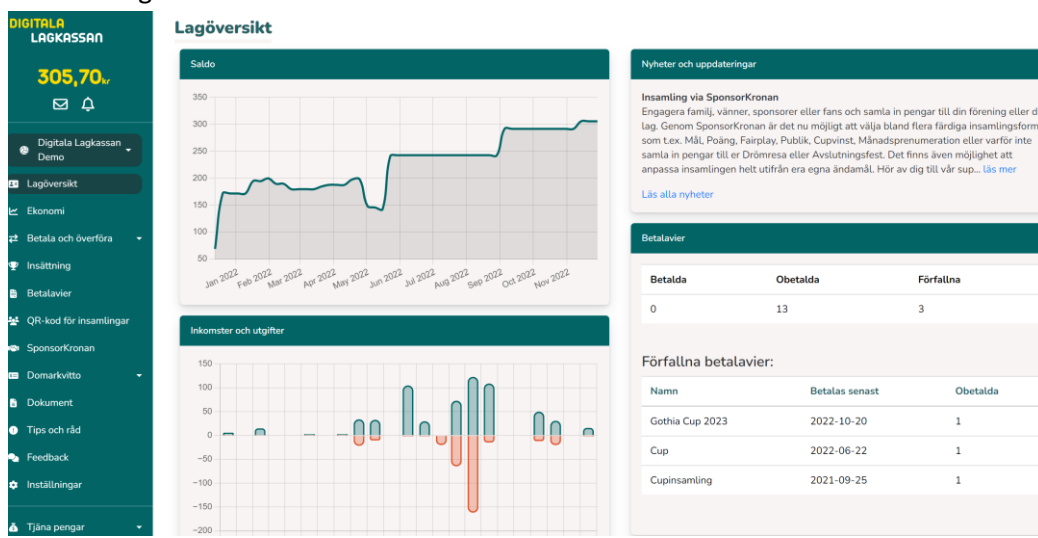 DIGITALA
LAGKASSAN
305,70 kr
Digitala Lagkassan
Demo
Lagöversikt
Ekonomi
Betala och överföra
Insättning
Betalavier
QR-kod för insamlingar
SponsorKronan
Domarkvitto
Dokument
Tips och råd
Feedback
Inställningar
Tjäna pengar
Lagöversikt
Saldo
350
300
250
200
150
100
50
Jan 2022
Feb 2022
Mar 2022
Apr 2022
May 2022
Jun 2022
Jul 2022
Aug 2022
Sep 2022
Oct 2022
Nov 2022
Inkomster och utgifter
150
100
50
0
−50
−100
−150
−200
Nyheter och uppdateringar
Insamling via SponsorKronan
Engagera familj, vänner, sponsorer eller fans och samla in pengar till din förening eller d
lag. Genom SponsorKronan är det nu möjligt att välja bland flera färdiga insamlingsform
som t.ex. Mål, Poäng, Fairplay, Publik, Cupvinst, Månadsprenumeration eller varför inte
samla in pengar till er Drömresa eller Avslutningsfest. Det finns även möjlighet att
anpassa insamlingen helt utifrån era egna ändamål. Hör av dig till vår sup... läs mer
Läs alla nyheter
Betalavier
Betalda Obetalda Förfallna
0 13 3
Förfallna betalavier:
Namn Betalas senast Obetalda
Gothia Cup 2023 2022-10-20 1
Cup 2022-06-22 1
Cupinsamling 2021-09-25 1